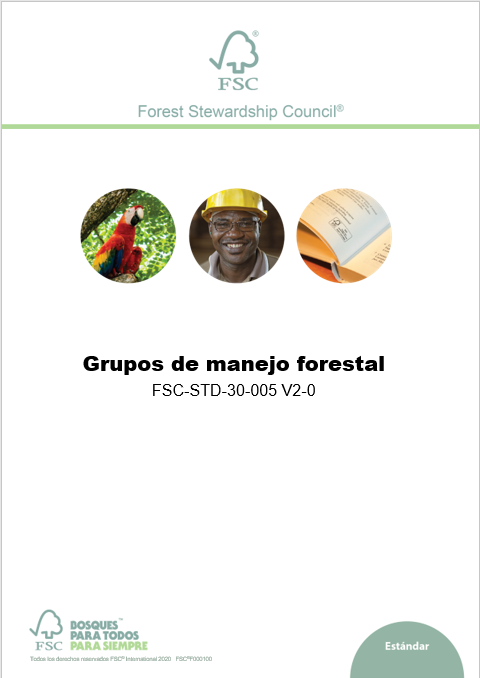 FSC®
Forest Stewardship Council®
Grupos de manejo forestal
FSC-STD-30-005 V2-0
FSC
BOSQUES™
PARA TODOS
PARA SIEMPRE
Todos los derechos reservados FSC® International 2020 FSC®F000100
Estándar